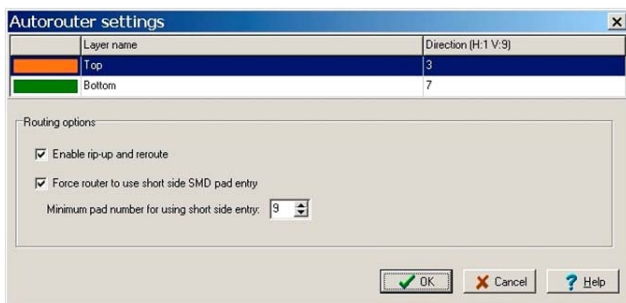 Autorouter settings
Layer name Direction (H:1 V:9)
Top 3
Bottom 7
Routing options
Enable rip-up and reroute
Force router to use short side SMD pad entry
Minimum pad number for using short side entry: 9
OK Cancel ? Help